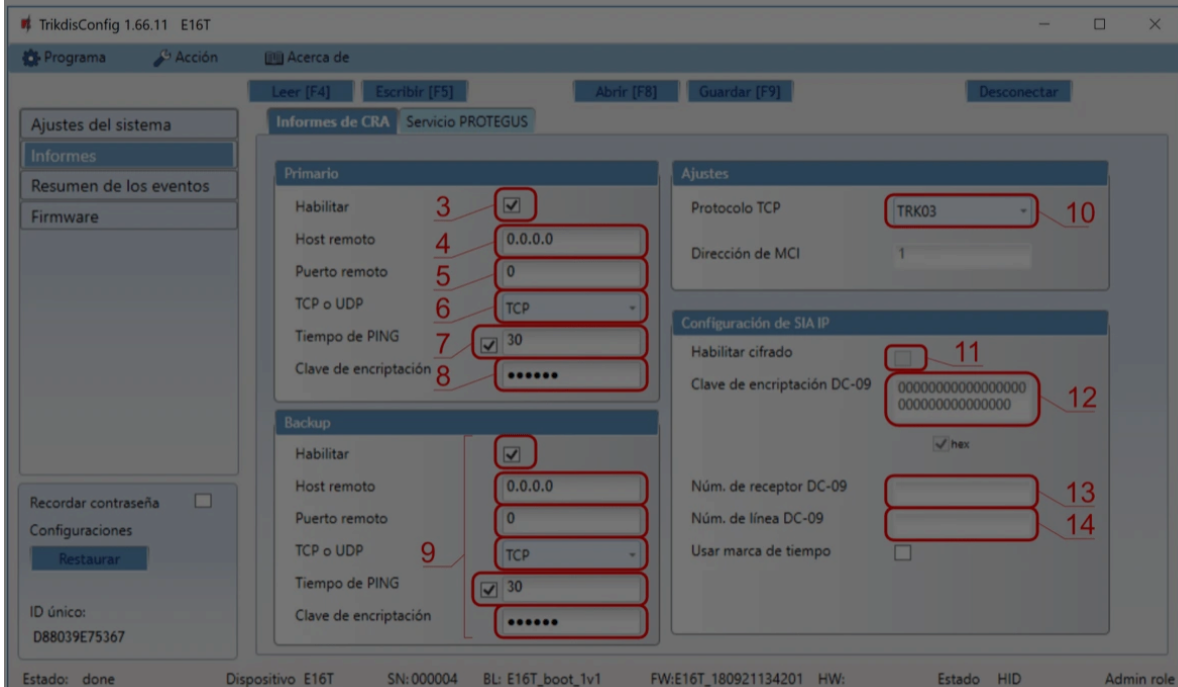 TrikdisConfig 1.66.11 E16T
Programa Acción Acerca de
Leer [F4] Escribir [F5] Abrir [F8] Guardar [F9] Desconectar
Ajustes del sistema
Informes
Resumen de los eventos
Firmware
Informes de CRA Servicio PROTEGUS
Primario
Habilitar 3
Host remoto 4 0.0.0.0
Puerto remoto 5 0
TCP o UDP 6 TCP
Tiempo de PING 7 30
Clave de encriptación 8 ●●●●●●
Backup
Habilitar
Host remoto 0.0.0.0
Puerto remoto 0
TCP o UDP 9 TCP
Tiempo de PING 30
Clave de encriptación ●●●●●●
Ajustes
Protocolo TCP TRK03 10
Dirección de MCI 1
Configuración de SIA IP
Habilitar cifrado 11
Clave de encriptación DC-09 00000000000000000 12
000000000000000
hex
Núm. de receptor DC-09 13
Núm. de línea DC-09 14
Usar marca de tiempo
Recordar contraseña
Configuraciones
Restaurar
ID único:
D88039E75367
Estado: done Dispositivo E16T SN: 000004 BL: E16T_boot_1v1 FW:E16T_180921134201 HW: Estado HID Admin role